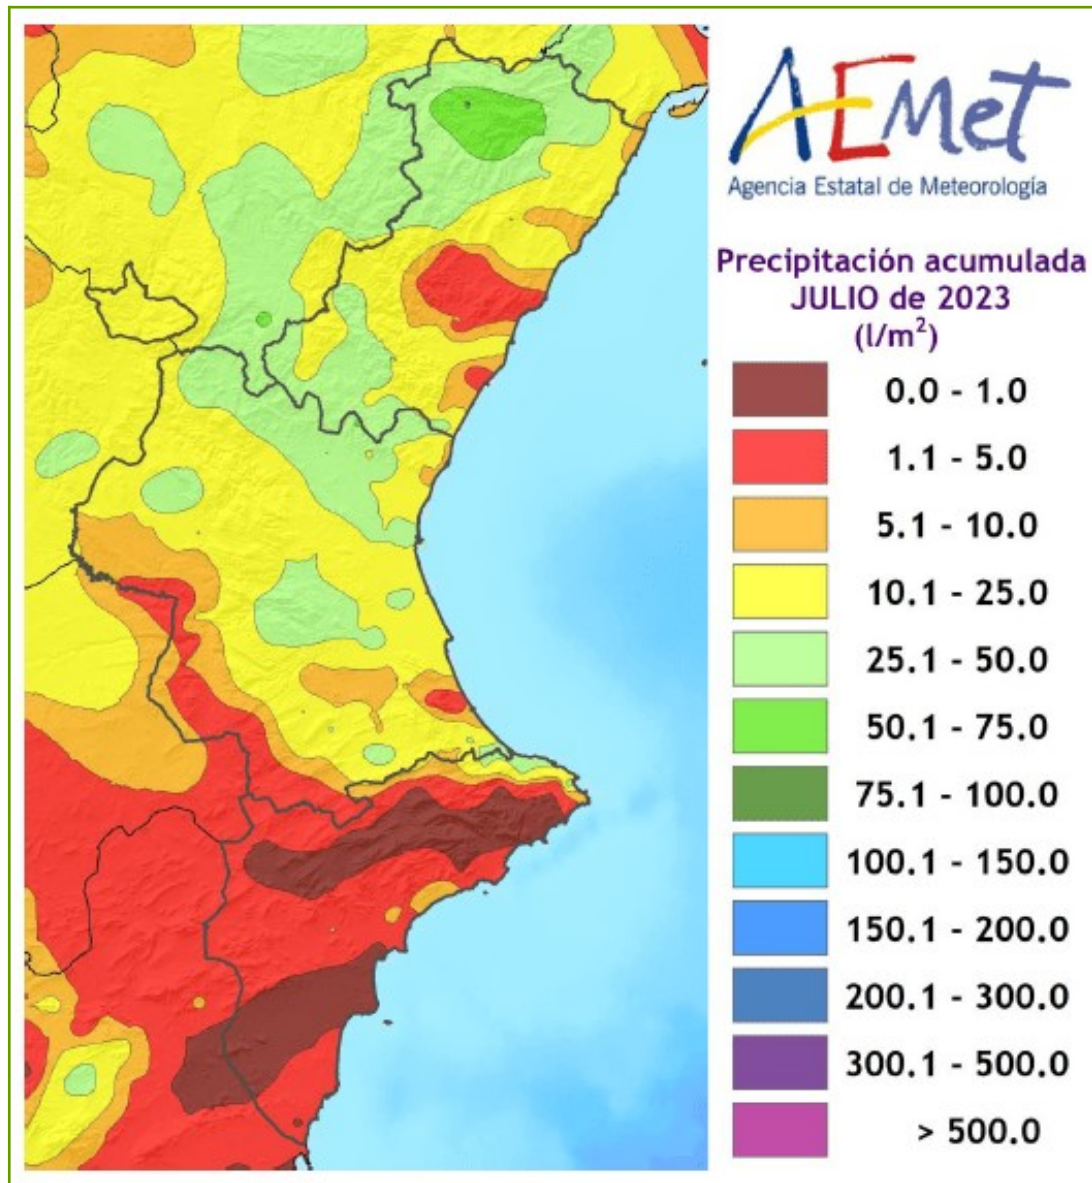 AEMet
Agencia Estatal de Meteorología
Precipitación acumulada
JULIO de 2023
(l/m²)
0.0 - 1.0
1.1 - 5.0
5.1 - 10.0
10.1 - 25.0
25.1 - 50.0
50.1 - 75.0
75.1 - 100.0
100.1 - 150.0
150.1 - 200.0
200.1 - 300.0
300.1 - 500.0
> 500.0